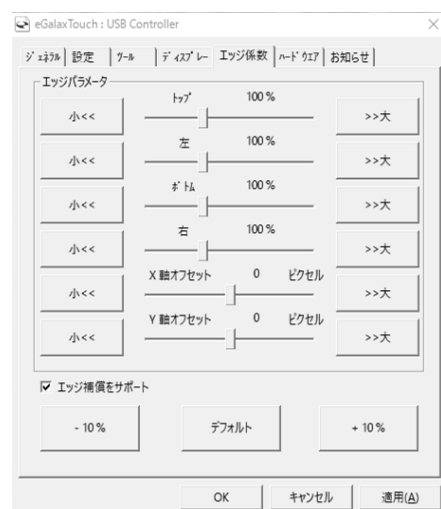 eGalaxTouch : USB Controller
ｼﾞｪﾈﾗﾙ 設定 ﾂｰﾙ ﾃﾞｨｽﾌﾟﾚｰ エッジ係数 ﾊｰﾄﾞｳｴｱ お知らせ
エッジパラメータ
ﾄｯﾌﾟ 100 %
小<< >>大
左 100 %
小<< >>大
ﾎﾞﾄﾑ 100 %
小<< >>大
右 100 %
小<< >>大
X 軸オフセット 0 ピクセル
小<< >>大
Y 軸オフセット 0 ピクセル
小<< >>大
エッジ補償をサポート
- 10 % デフォルト + 10 %
OK キャンセル 適用(A)